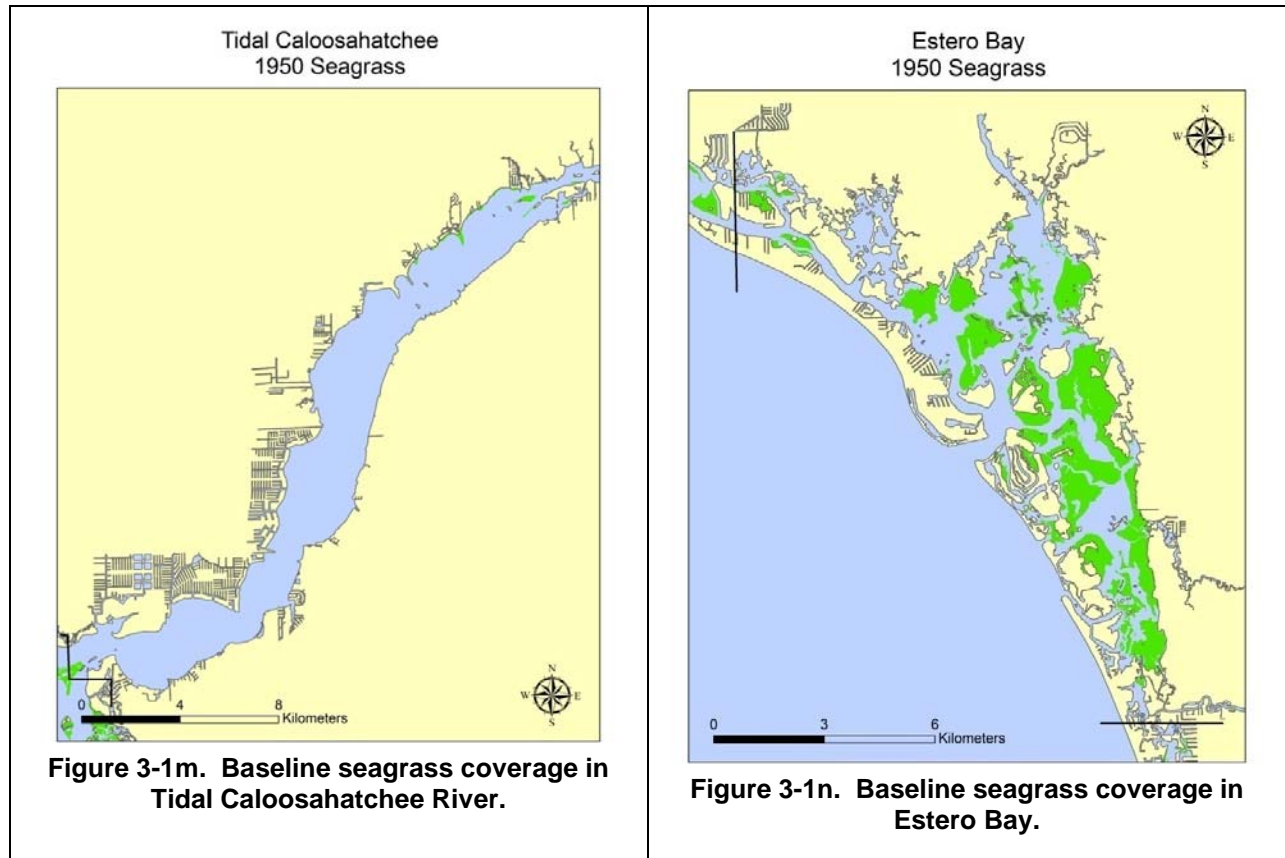 Tidal Caloosahatchee
1950 Seagrass
N
W E
S
0 4 8
Kilometers
Figure 3-1m. Baseline seagrass coverage in
Tidal Caloosahatchee River.
Estero Bay
1950 Seagrass
N
W E
S
0 3 6
Kilometers
Figure 3-1n. Baseline seagrass coverage in
Estero Bay.